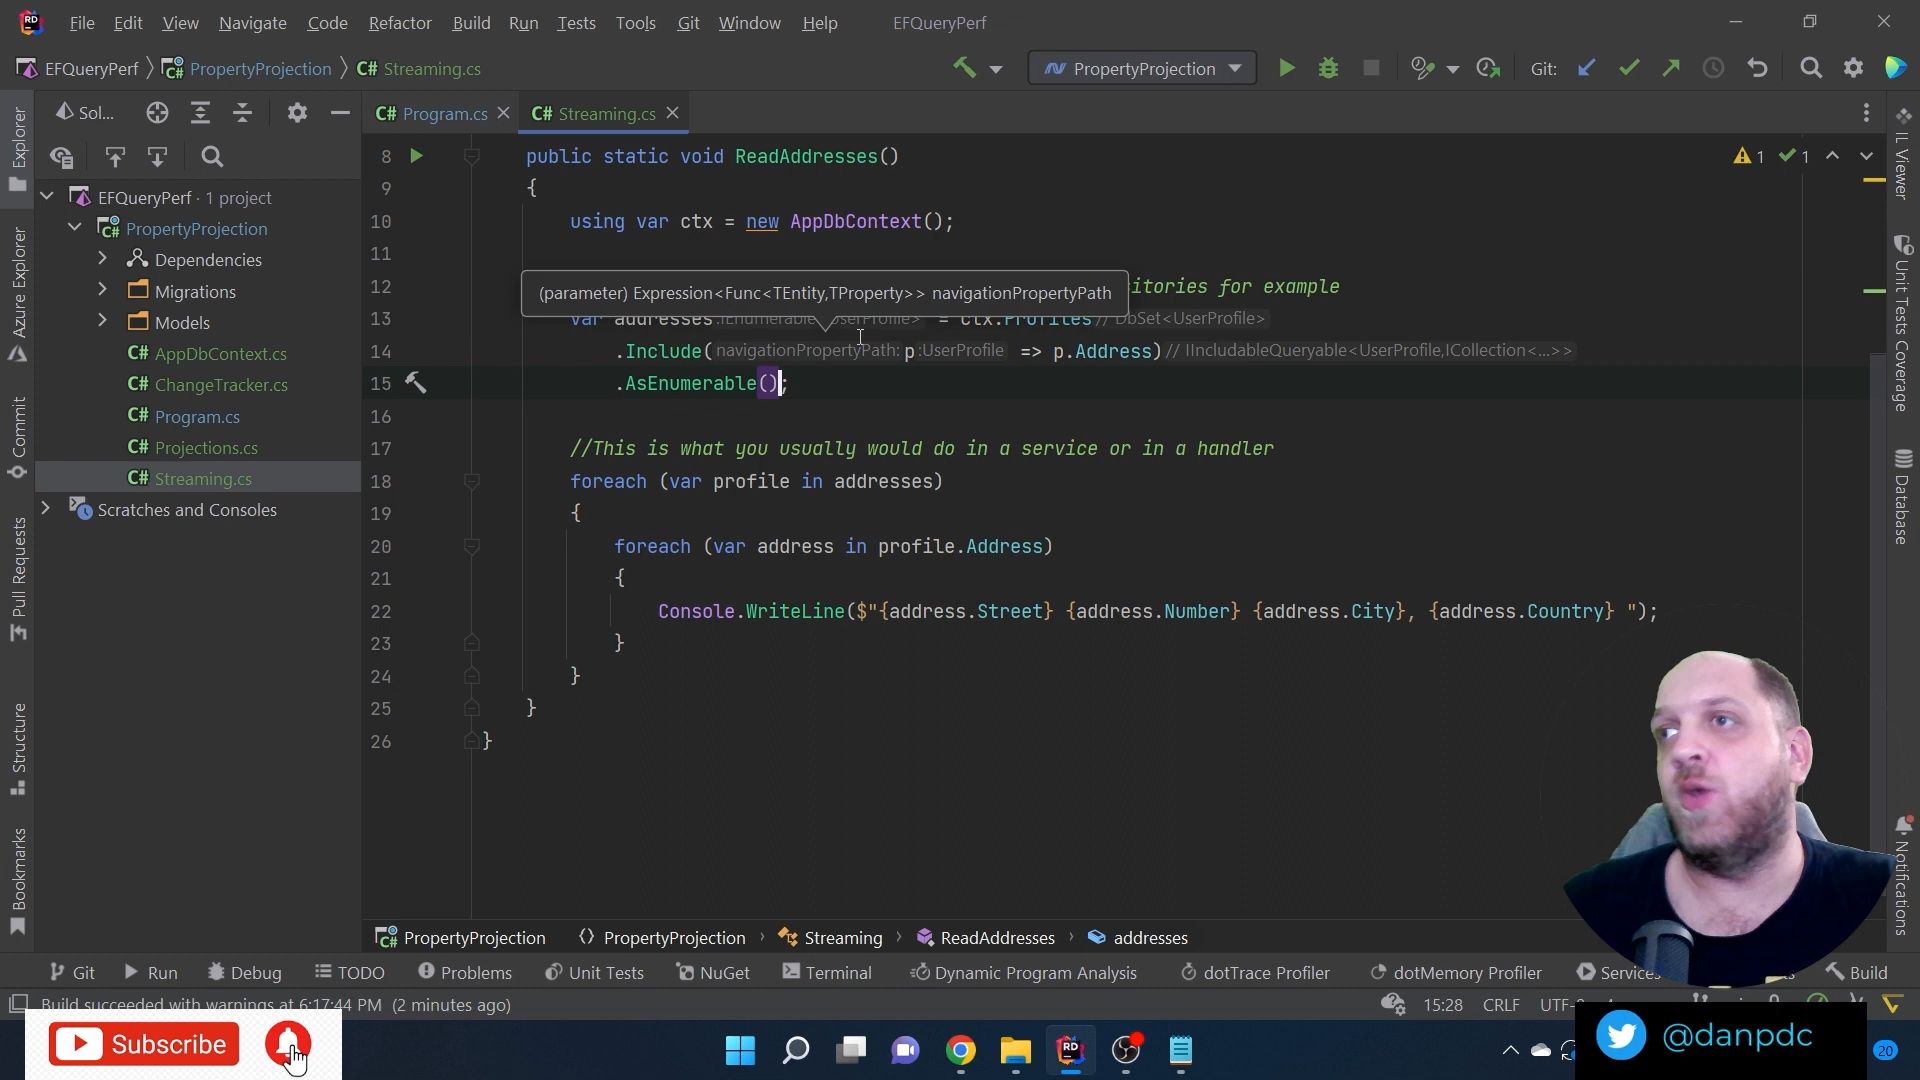 File Edit View Navigate Code Refactor Build Run Tests Tools Git Window Help EFQueryPerf
EFQueryPerf PropertyProjection C# Streaming.cs PropertyProjection Git:
Sol... C# Program.cs C# Streaming.cs
Explorer
Azure Explorer
Commit
Pull Requests
Structure
Bookmarks
EFQueryPerf · 1 project
PropertyProjection
Dependencies
Migrations
Models
C# AppDbContext.cs
C# ChangeTracker.cs
C# Program.cs
C# Projections.cs
C# Streaming.cs
Scratches and Consoles
8 public static void ReadAddresses() 1 1
9 {
10 using var ctx = new AppDbContext();
11
(parameter) Expression<Func<TEntity,TProperty>> navigationPropertyPath
12 for example
13 var addresses :IEnumerable<UserProfile> = ctx.Profiles // DbSet<UserProfile>
14 .Include( navigationPropertyPath: p :UserProfile => p.Address) // IIncludableQueryable<UserProfile,ICollection<...>>
15 .AsEnumerable();
16
17 //This is what you usually would do in a service or in a handler
18 foreach (var profile in addresses)
19 {
20 foreach (var address in profile.Address)
21 {
22 Console.WriteLine($"{address.Street} {address.Number} {address.City}, {address.Country} ");
23 }
24 }
25 }
26 }
IL Viewer
Unit Tests Coverage
Database
Notifications
PropertyProjection PropertyProjection Streaming ReadAddresses addresses
Git Run Debug TODO Problems Unit Tests NuGet Terminal Dynamic Program Analysis dotTrace Profiler dotMemory Profiler Services Build
Build succeeded with warnings at 6:17:44 PM (2 minutes ago) 15:28 CRLF
Subscribe
RD
@danpdc
20